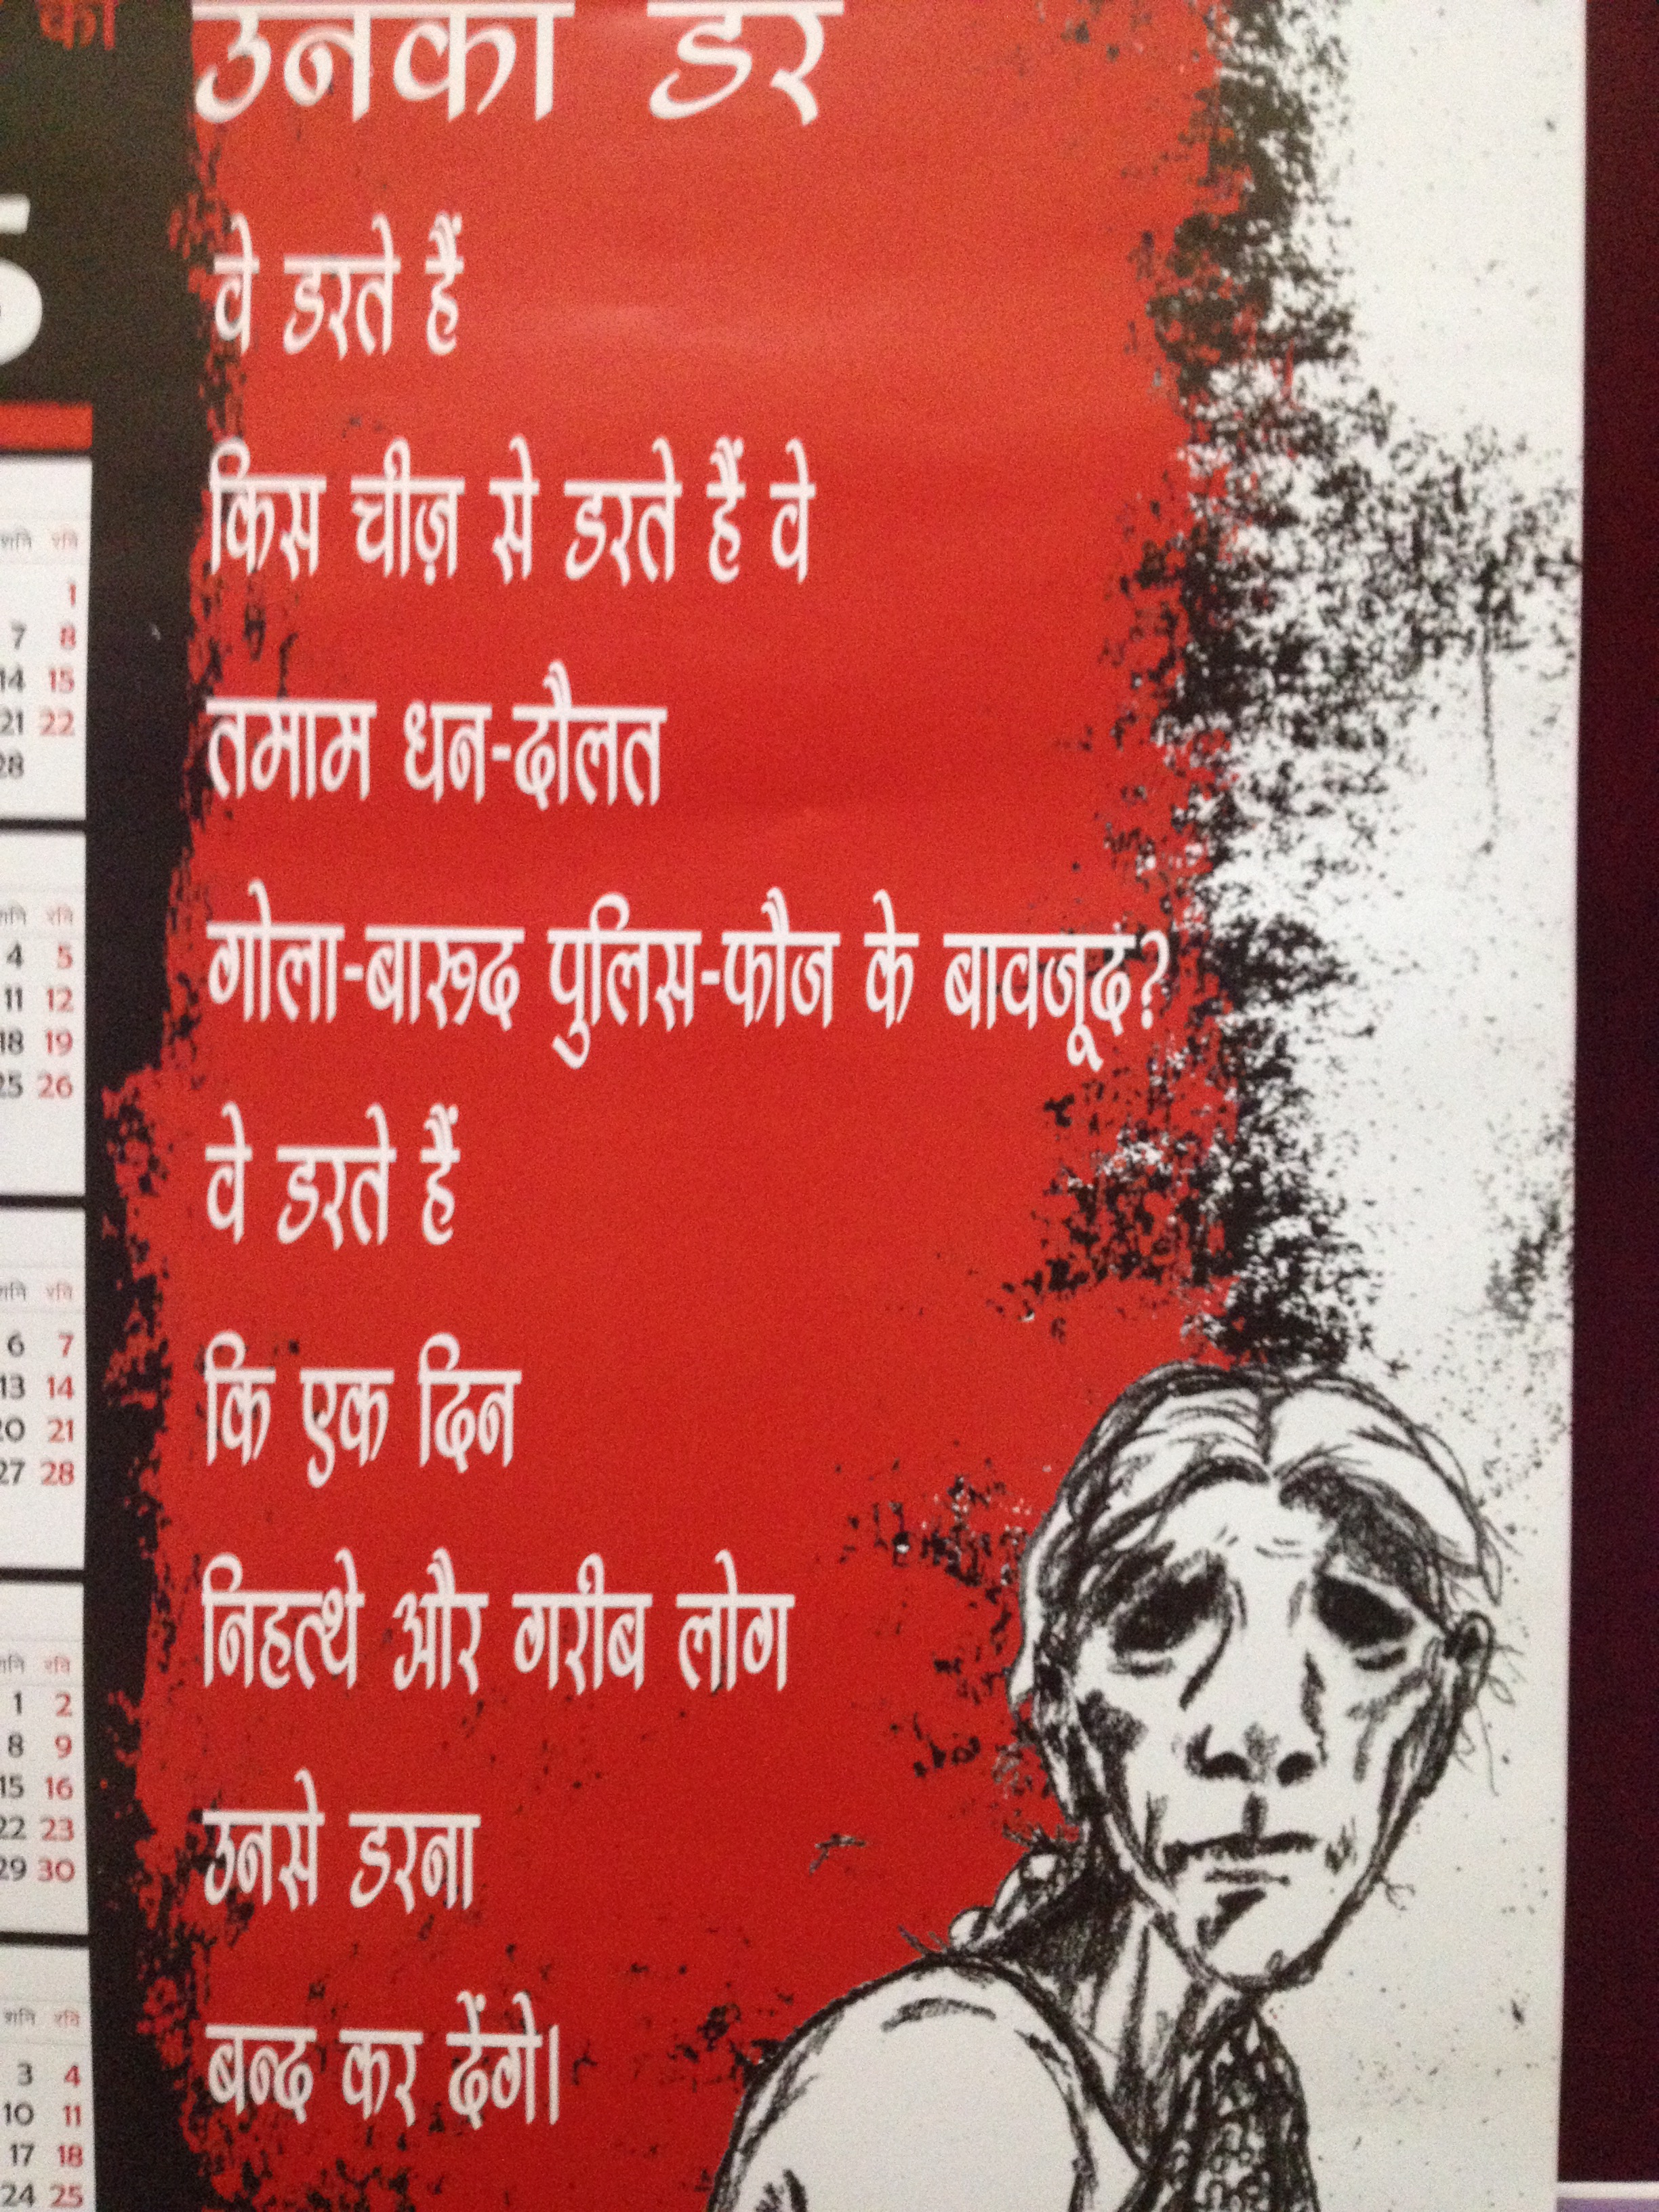 का
उनका डर
वे डरते हैं
किस चीज़ से डरते हैं वे
तमाम धन-दौलत
गोला-बारूद पुलिस-फौज के बावजूद?
वे डरते हैं
कि एक दिन
निहत्थे और गरीब लोग
उनसे डरना
बन्द कर देंगे।
5
शनि रवि
1
7 8
14 15
21 22
28
शनि रवि
4 5
11 12
18 19
25 26
शनि रवि
6 7
13 14
20 21
27 28
शनि रवि
1 2
8 9
15 16
22 23
29 30
शनि रवि
3 4
10 11
17 18
24 25